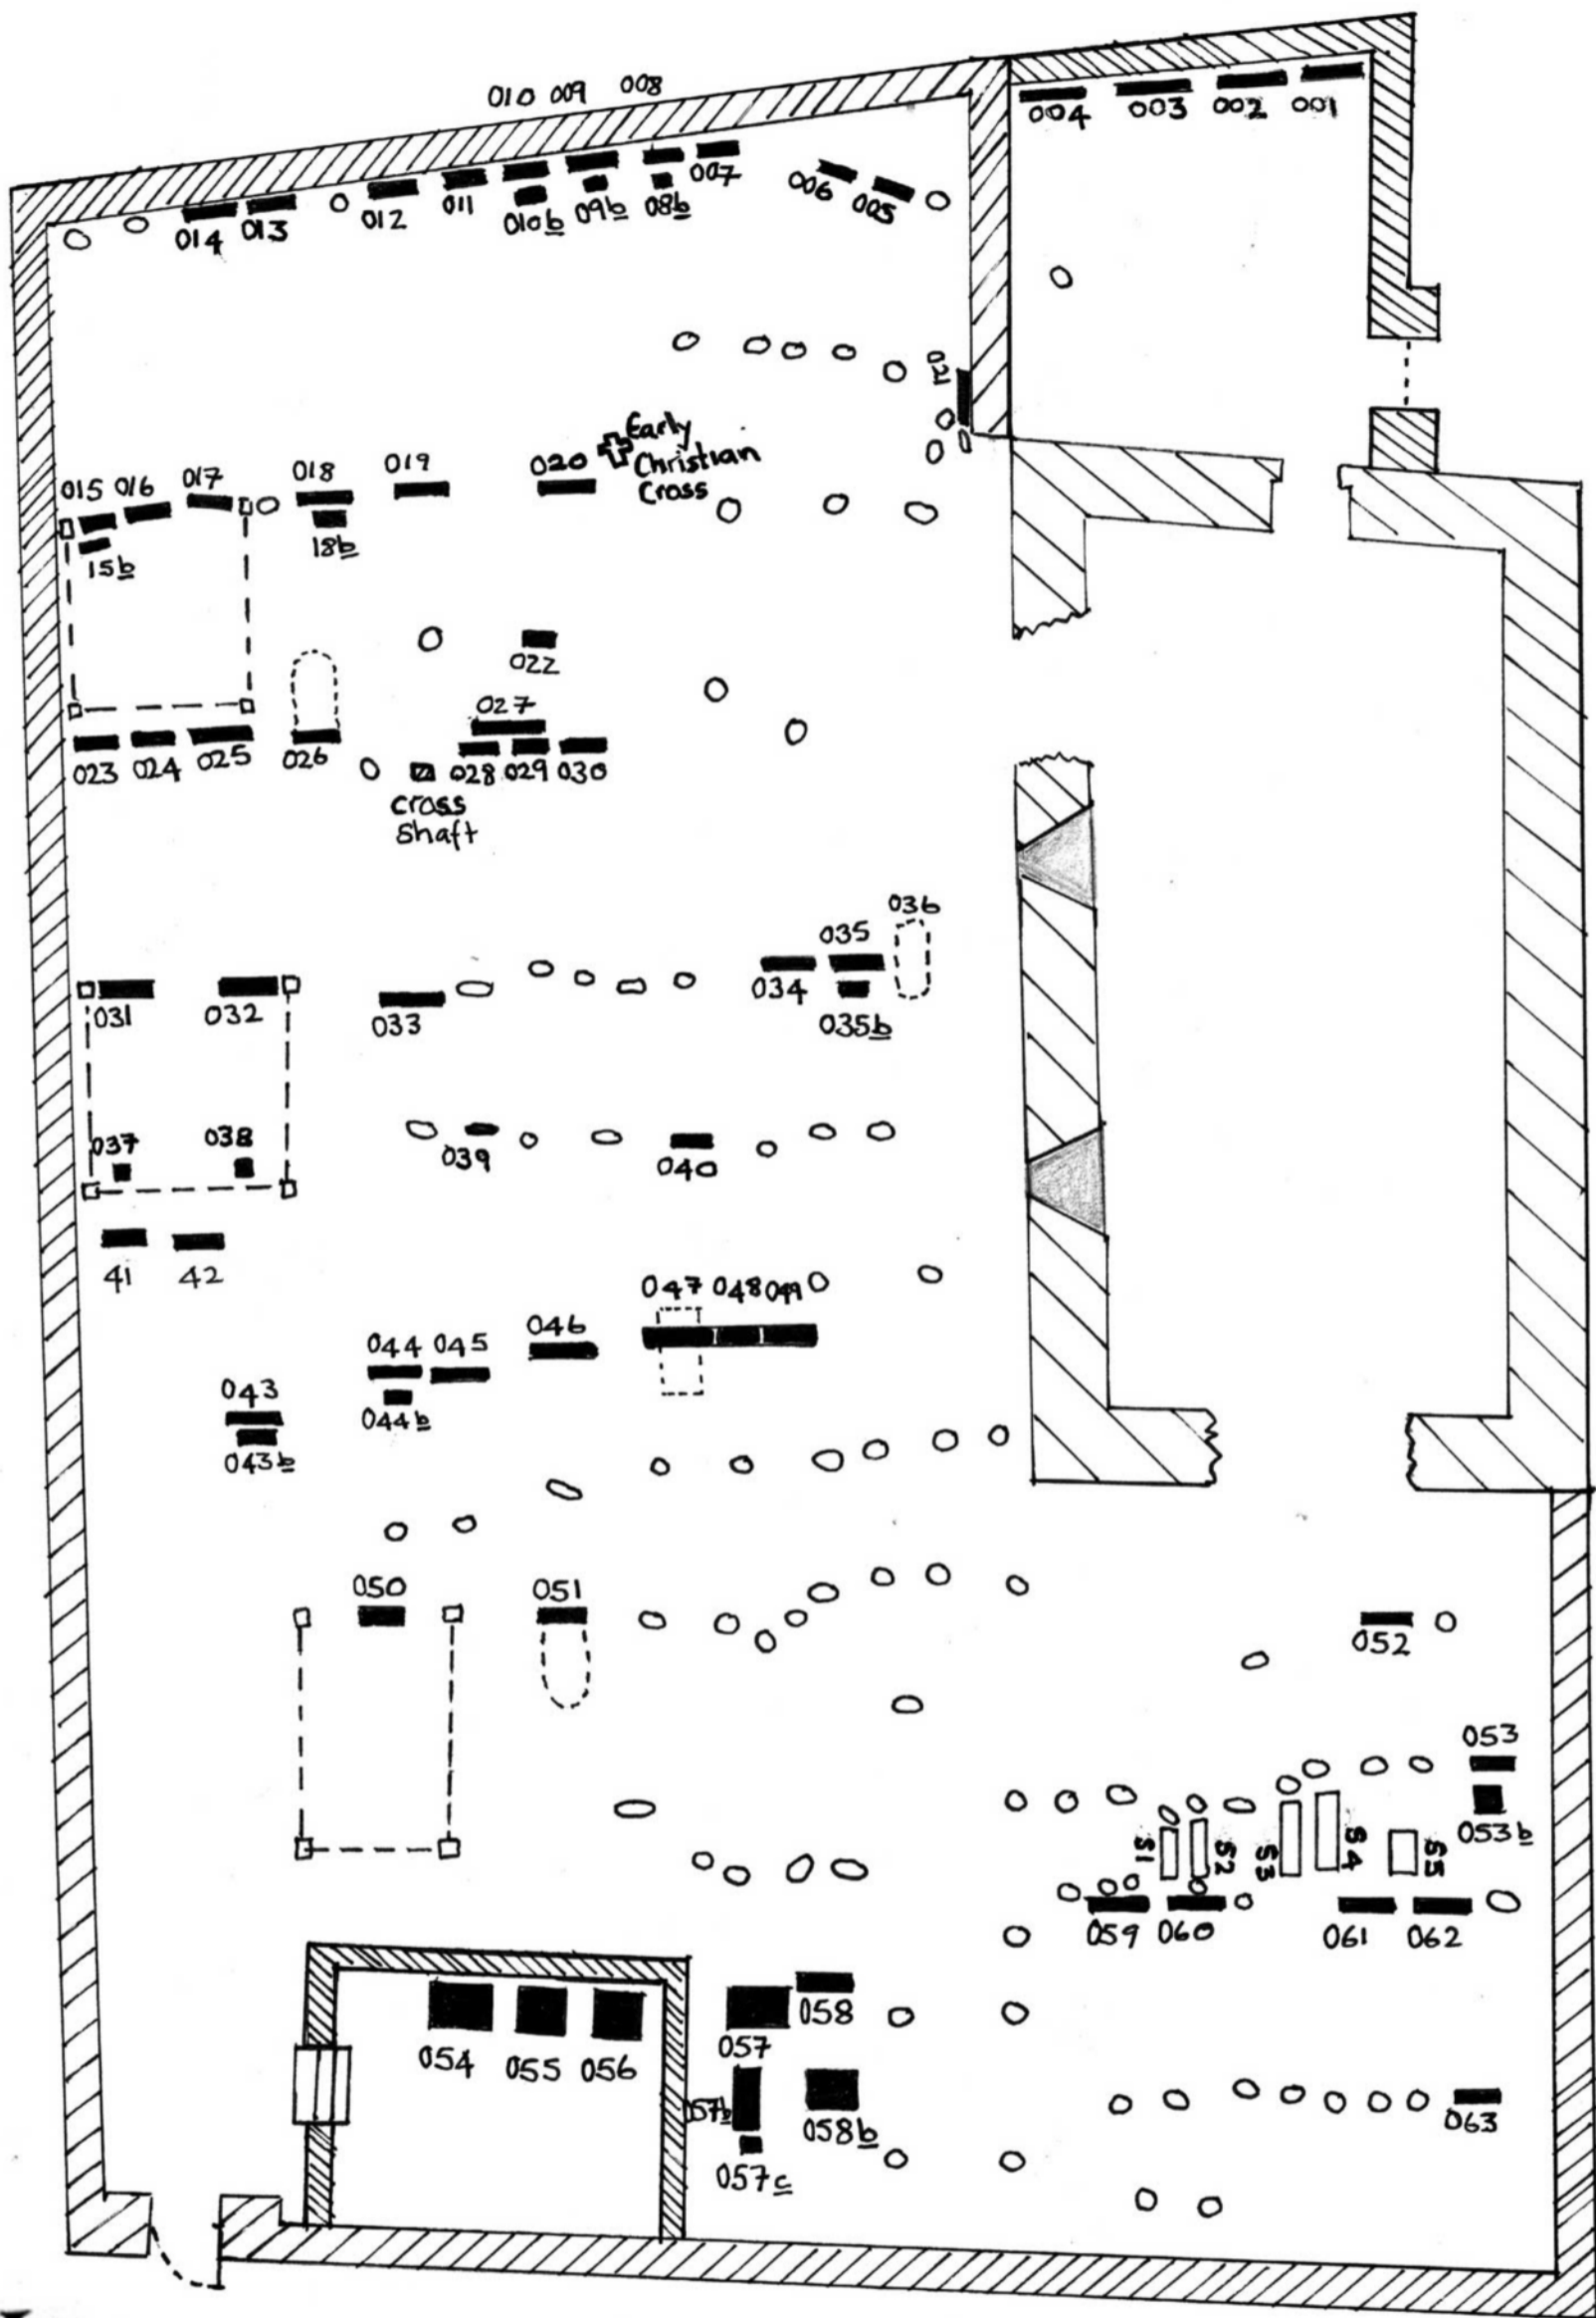 010 009 008
004 003 002 001
007
006 005
014 013 012 011 010b 09b 08b
021
Early
Christian
Cross
015 016 017 018 019 020
15b 18b
022
027
023 024 025 026 028 029 030
cross
shaft
036
035
031 032 033 034
035b
037 038
039 040
41 42
047 048 049
044 045 046
043
044b
043b
050 051
052
053
053b
S1 S2 S3 S4 S5
059 060 061 062
058
057
054 055 056
057b 058b
063
057c